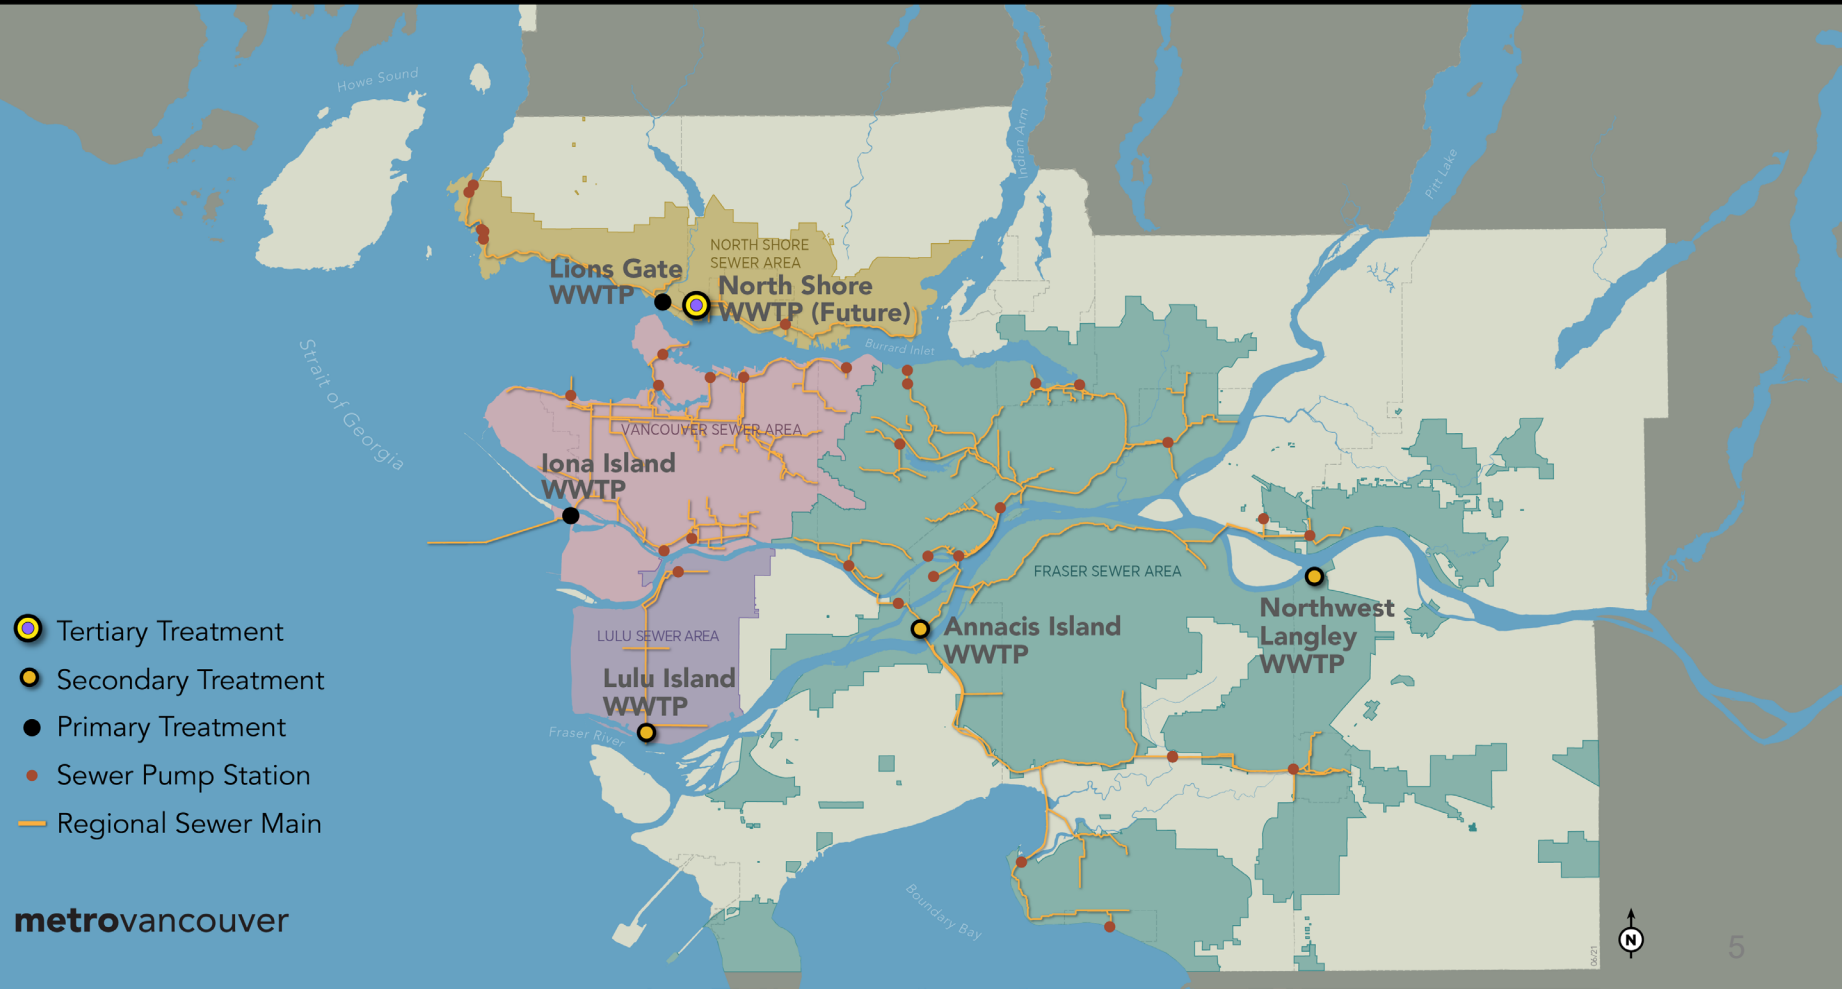 Howe Sound
Indian Arm
Pitt Lake
NORTH SHORE
SEWER AREA
Lions Gate
WWTP
North Shore
WWTP (Future)
Burrard Inlet
Strait of Georgia
VANCOUVER SEWER AREA
Iona Island
WWTP
FRASER SEWER AREA
Northwest
Langley
WWTP
Annacis Island
WWTP
LULU SEWER AREA
Lulu Island
WWTP
Fraser River
Boundary Bay
Tertiary Treatment
Secondary Treatment
Primary Treatment
Sewer Pump Station
Regional Sewer Main
metrovancouver
06/21
N
5